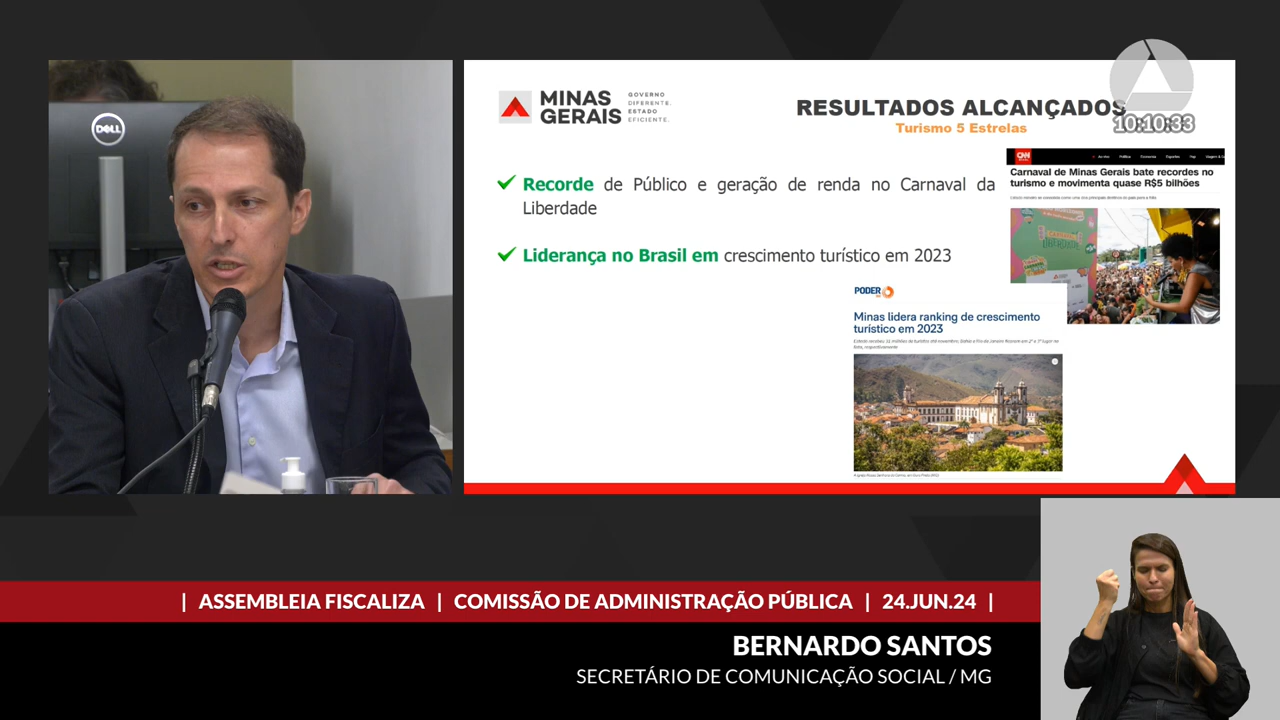 DELL
MINAS
GERAIS
GOVERNO
DIFERENTE.
ESTADO
EFICIENTE.
RESULTADOS ALCANÇADOS
Turismo 5 Estrelas
10:10:33
Recorde de Público e geração de renda no Carnaval da
Liberdade
Liderança no Brasil em crescimento turístico em 2023
CNN
Carnaval de Minas Gerais bate recordes no
turismo e movimenta quase R$5 bilhões
PODER
Minas lidera ranking de crescimento
turístico em 2023
| ASSEMBLEIA FISCALIZA | COMISSÃO DE ADMINISTRAÇÃO PÚBLICA | 24.JUN.24 |
BERNARDO SANTOS
SECRETÁRIO DE COMUNICAÇÃO SOCIAL / MG